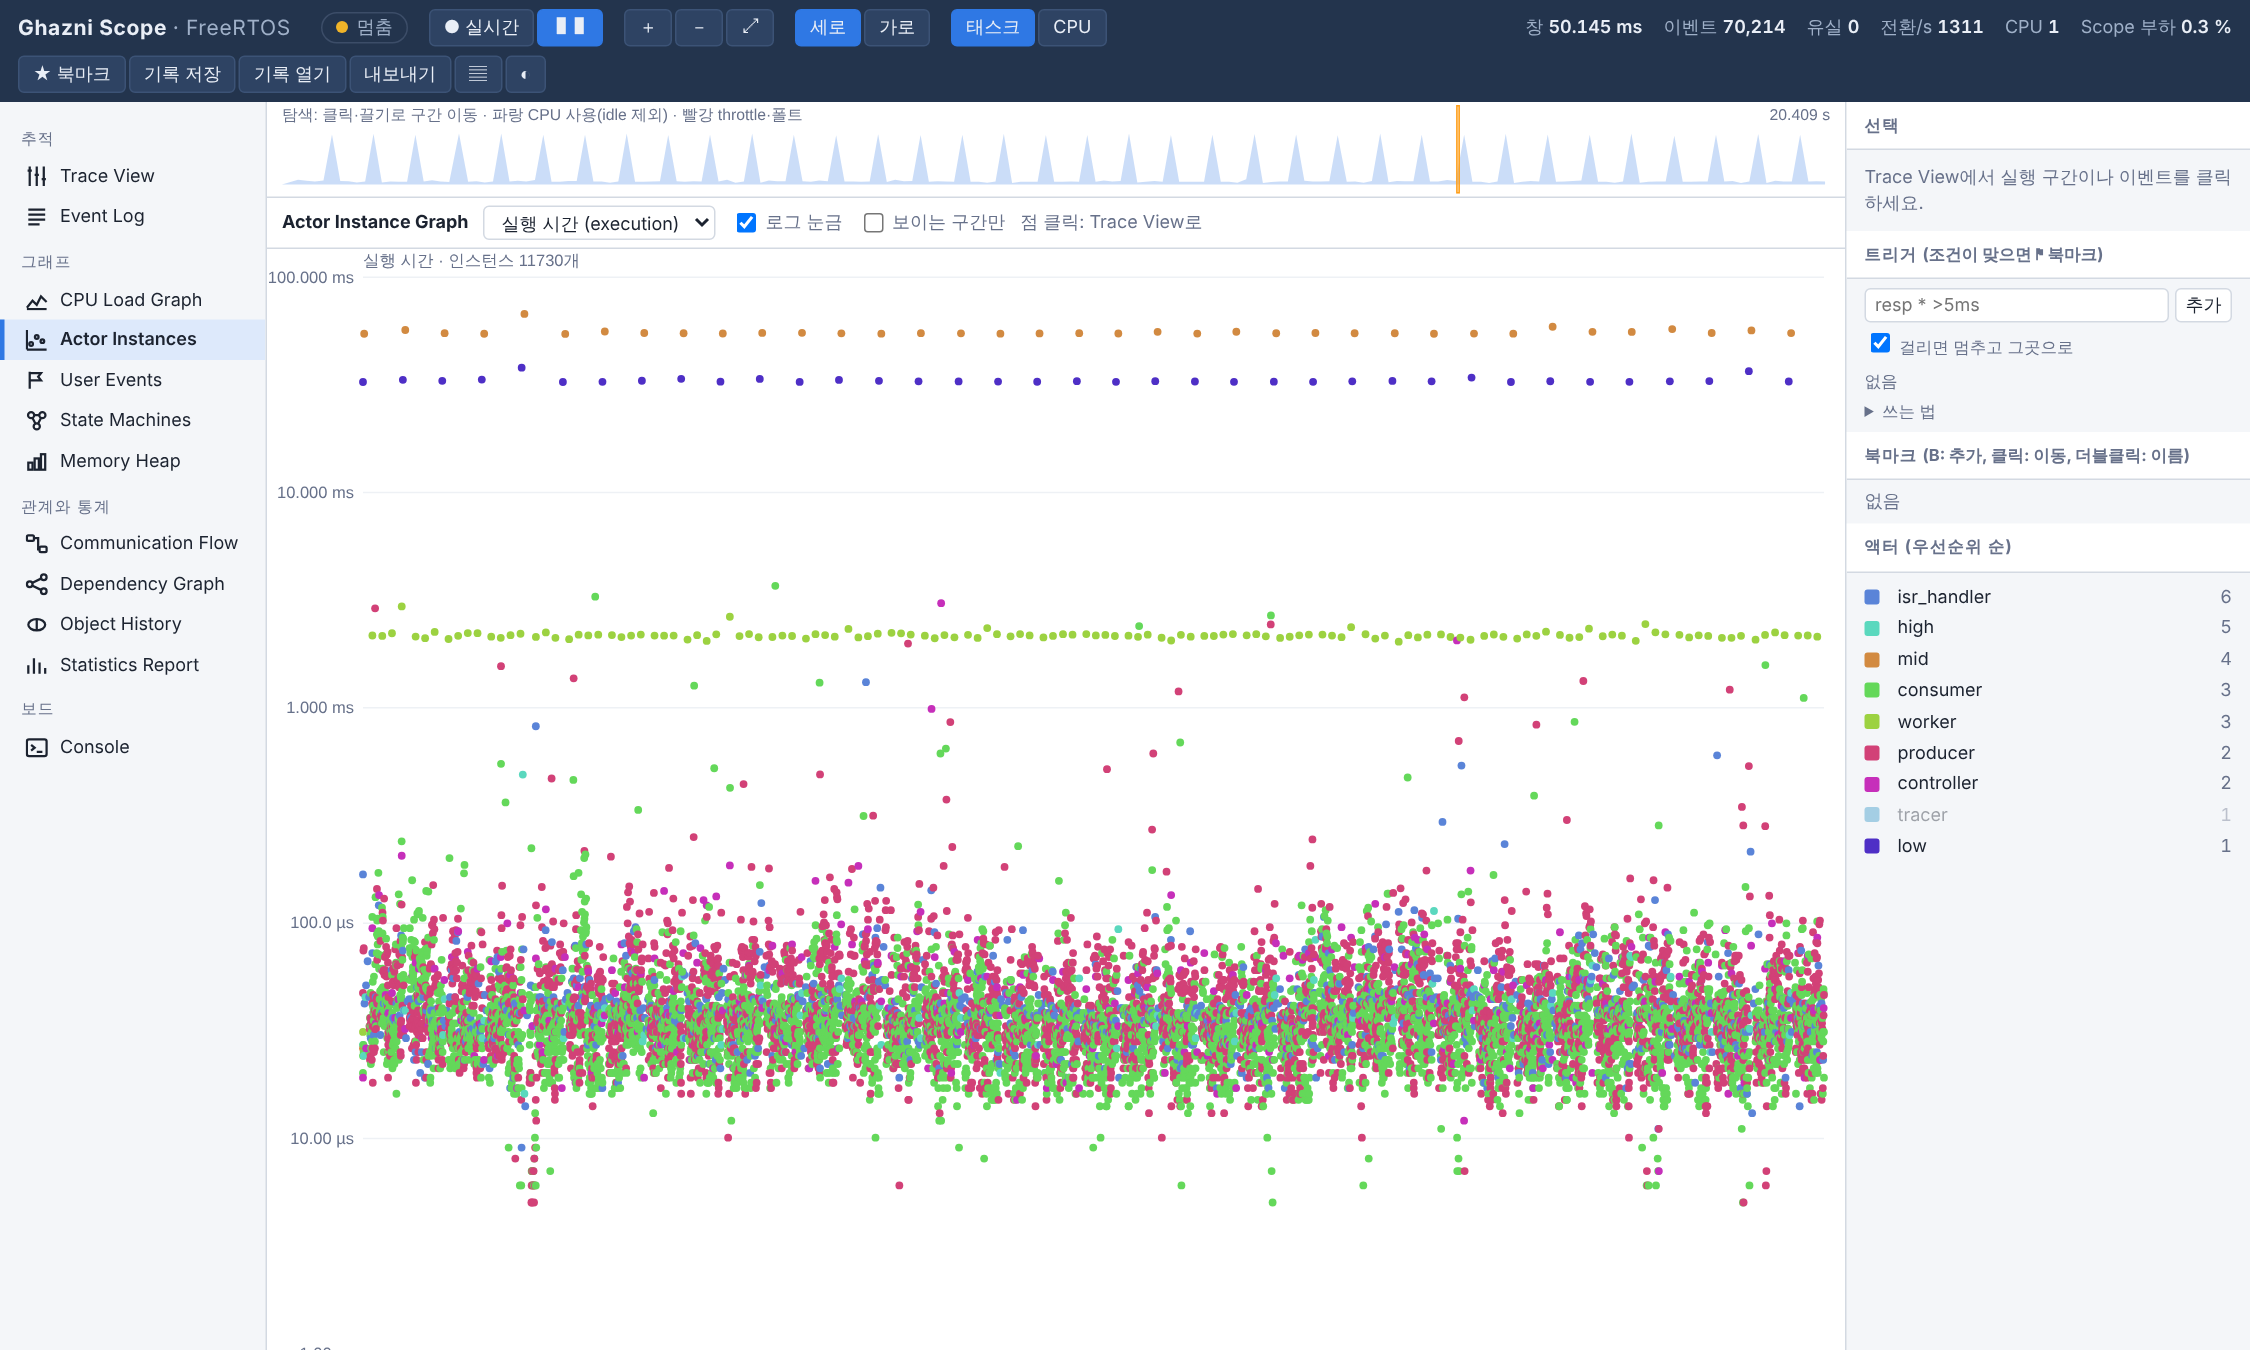 Ghazni Scope · FreeRTOS
멈춤
실시간
+
−
세로
가로
태스크
CPU
창 50.145 ms
이벤트 70,214
유실 0
전환/s 1311
CPU 1
Scope 부하 0.3 %
★ 북마크
기록 저장
기록 열기
내보내기
추적
Trace View
Event Log
그래프
CPU Load Graph
Actor Instances
User Events
State Machines
Memory Heap
관계와 통계
Communication Flow
Dependency Graph
Object History
Statistics Report
보드
Console
탐색: 클릭·끌기로 구간 이동 · 파랑 CPU 사용(idle 제외) · 빨강 throttle·폴트
20.409 s
Actor Instance Graph
실행 시간 (execution)
로그 눈금
보이는 구간만
점 클릭: Trace View로
실행 시간 · 인스턴스 11730개
100.000 ms
10.000 ms
1.000 ms
100.0 µs
10.00 µs
선택
Trace View에서 실행 구간이나 이벤트를 클릭
하세요.
트리거 (조건이 맞으면 ⚑ 북마크)
resp * >5ms
추가
걸리면 멈추고 그곳으로
없음
▶ 쓰는 법
북마크 (B: 추가, 클릭: 이동, 더블클릭: 이름)
없음
액터 (우선순위 순)
isr_handler 6
high 5
mid 4
consumer 3
worker 3
producer 2
controller 2
tracer 1
low 1